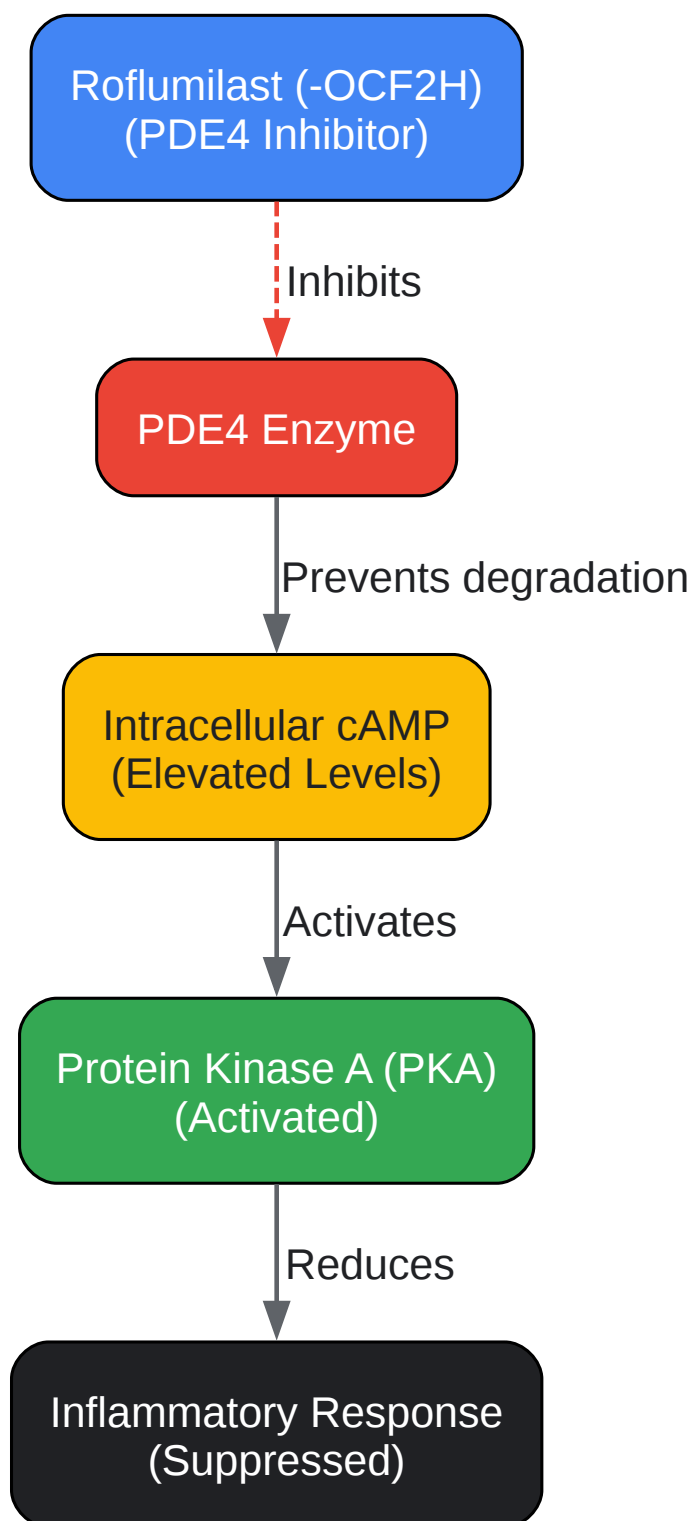 Roflumilast (-OCF2H)
(PDE4 Inhibitor)
Inhibits
PDE4 Enzyme
Prevents degradation
Intracellular cAMP
(Elevated Levels)
Activates
Protein Kinase A (PKA)
(Activated)
Reduces
Inflammatory Response
(Suppressed)